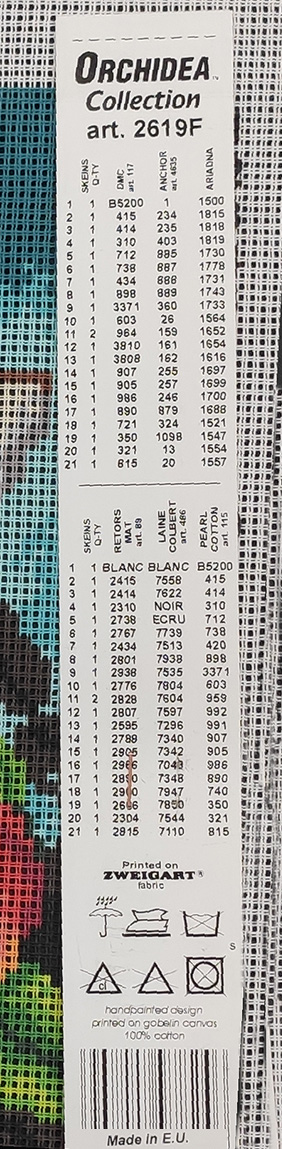 ORCHIDEA™
Collection
art. 2619F
SKEINS Q-TY DMC art. 117 ANCHOR art. 4635 ARIADNA
1 1 B5200 1 1500
2 1 415 234 1815
3 1 414 235 1818
4 1 310 403 1819
5 1 712 885 1730
6 1 738 887 1778
7 1 434 888 1731
8 1 898 889 1743
9 1 3371 360 1733
10 1 603 26 1564
11 2 964 159 1652
12 1 3810 161 1654
13 1 3808 162 1616
14 1 907 255 1697
15 1 905 257 1699
16 1 986 246 1700
17 1 890 879 1688
18 1 721 324 1521
19 1 350 1098 1547
20 1 321 13 1554
21 1 815 20 1557
SKEINS Q-TY RETORS MAT art. 89 LAINE COLBERT art. 486 PEARL COTTON art. 115
1 1 BLANC BLANC B5200
2 1 2415 7558 415
3 1 2414 7622 414
4 1 2310 NOIR 310
5 1 2738 ECRU 712
6 1 2767 7739 738
7 1 2434 7513 420
8 1 2801 7938 898
9 1 2938 7535 3371
10 1 2776 7804 603
11 2 2828 7604 959
12 1 2807 7597 992
13 1 2595 7296 991
14 1 2789 7340 907
15 1 2905 7342 905
16 1 986
17 1 7348 890
18 1 7947 740
19 1 350
20 1 2304 7544 321
21 1 2815 7110 815
Printed on
ZWEIGART®
fabric
cl
S
handpainted design
printed on gobelin canvas
100% cotton
Made in E.U.